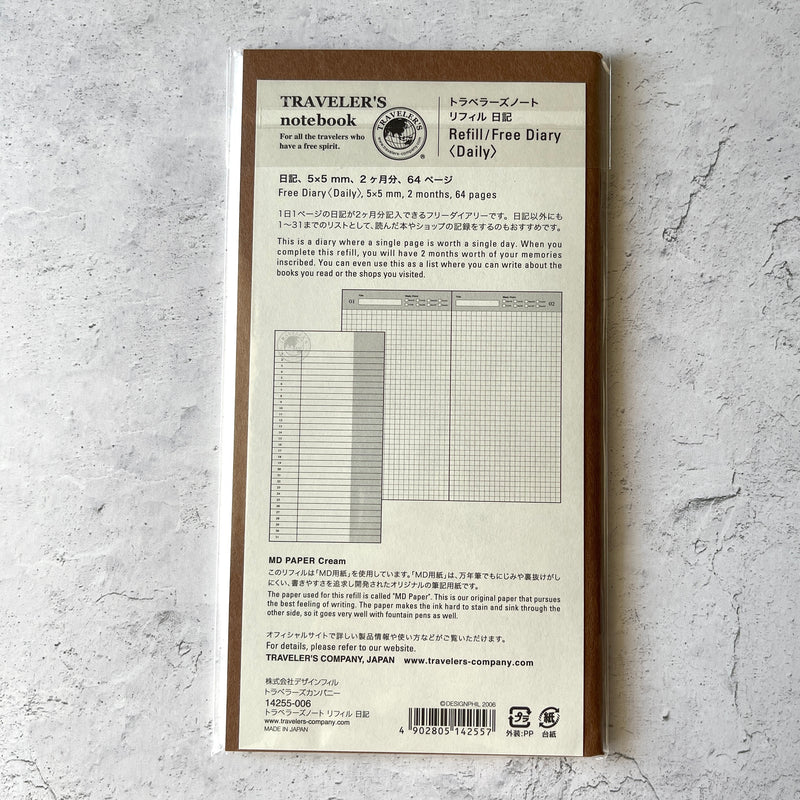 TRAVELER'S
notebook
For all the travelers who
have a free spirit.
TRAVELER'S
www.travelers-company.com
®
トラベラーズノート
リフィル 日記
Refill/Free Diary
〈Daily〉
日記、5×5 mm、2 ヶ月分、64 ページ
Free Diary〈Daily〉, 5×5 mm, 2 months, 64 pages
1日1ページの日記が2ヶ月分記入できるフリーダイアリーです。日記以外にも
1〜31までのリストとして、読んだ本やショップの記録をするのもおすすめです。
This is a diary where a single page is worth a single day. When you
complete this refill, you will have 2 months worth of your memories
inscribed. You can even use this as a list where you can write about the
books you read or the shops you visited.
01
Title
Title
02
MD PAPER Cream
このリフィルは「MD用紙」を使用しています。「MD用紙」は、万年筆でもにじみや裏抜けがし
にくい、書きやすさを追求し開発されたオリジナルの筆記用紙です。
The paper used for this refill is called "MD Paper". This is our original paper that pursues
the best feeling of writing. The paper makes the ink hard to stain and sink through the
other side, so it goes very well with fountain pens as well.
オフィシャルサイトで詳しい製品情報や使い方などがご覧いただけます。
For details, please refer to our website.
TRAVELER'S COMPANY, JAPAN www.travelers-company.com
株式会社デザインフィル
トラベラーズカンパニー
14255-006
トラベラーズノート リフィル 日記
www.travelers-company.com
MADE IN JAPAN
©DESIGNPHIL 2006
4 902805 142557
プラ
外装:PP
紙
台紙